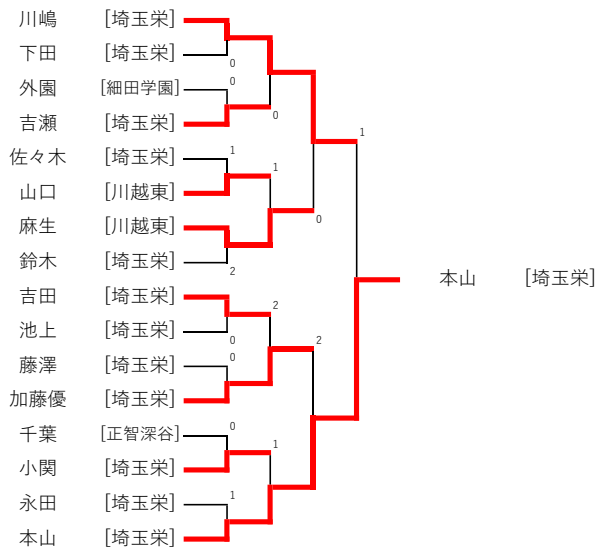 川嶋 [埼玉栄]
下田 [埼玉栄]
0
外園 [細田学園]
0
吉瀬 [埼玉栄]
0
佐々木 [埼玉栄]
1
山口 [川越東]
1
麻生 [川越東]
0
鈴木 [埼玉栄]
2
1
本山 [埼玉栄]
吉田 [埼玉栄]
2
池上 [埼玉栄]
0
2
藤澤 [埼玉栄]
0
加藤優 [埼玉栄]
千葉 [正智深谷]
0
小関 [埼玉栄]
1
永田 [埼玉栄]
1
本山 [埼玉栄]